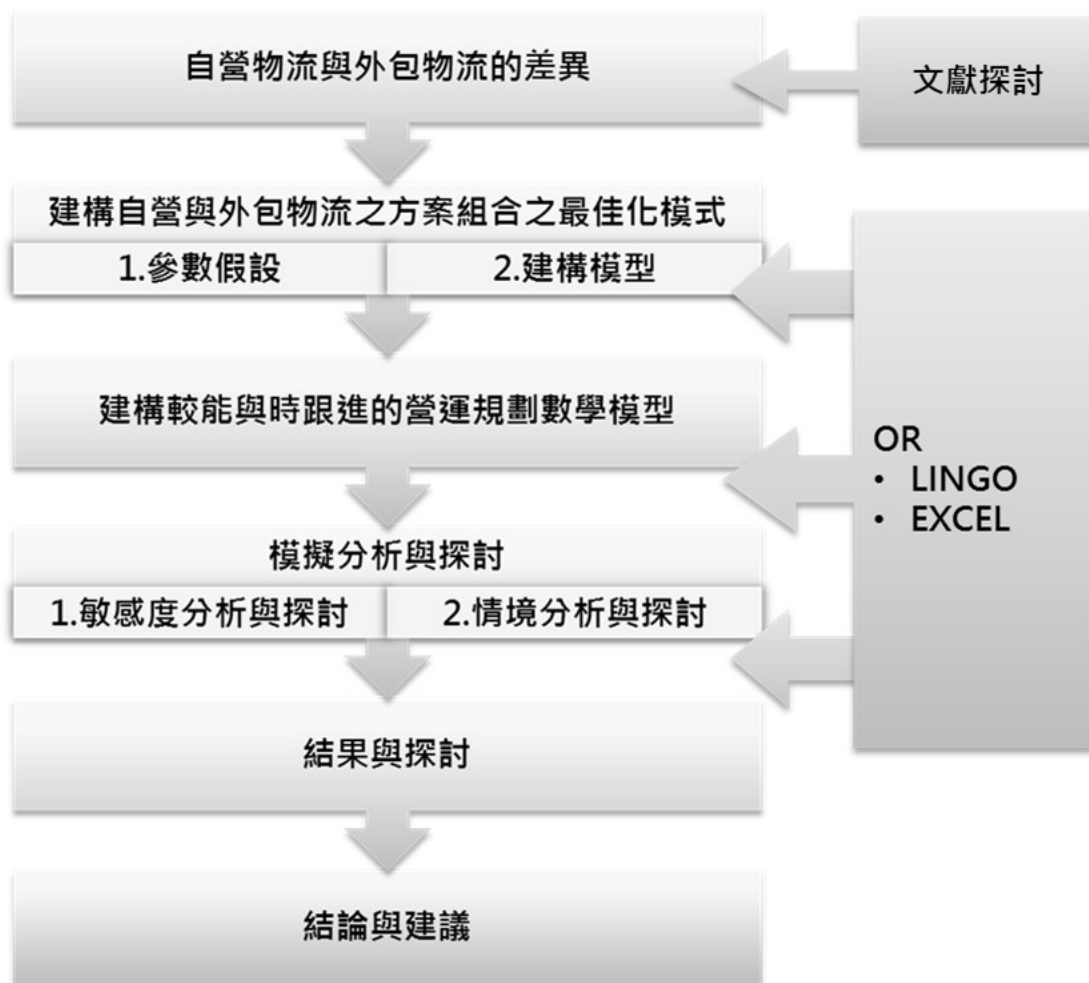 自營物流與外包物流的差異
文獻探討
建構自營與外包物流之方案組合之最佳化模式
1.參數假設
2.建構模型
建構較能與時跟進的營運規劃數學模型
OR
• LINGO
• EXCEL
模擬分析與探討
1.敏感度分析與探討
2.情境分析與探討
結果與探討
結論與建議